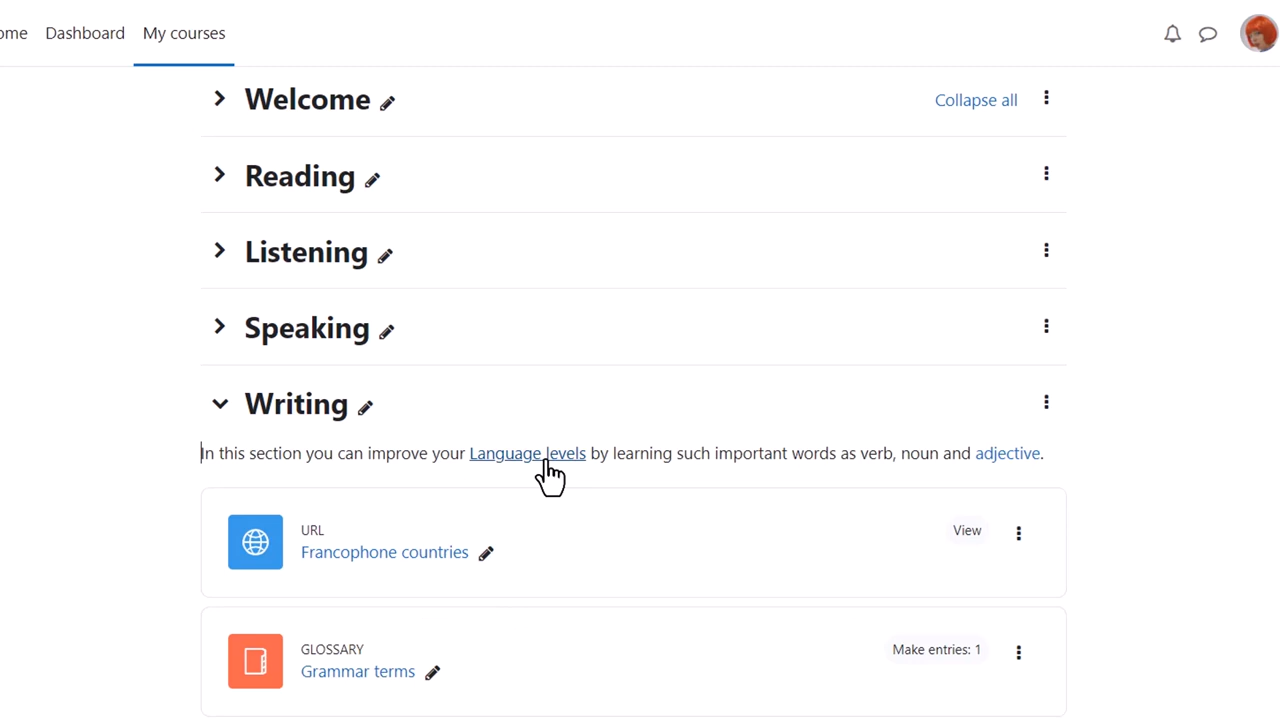 ome Dashboard My courses
Welcome
Collapse all
Reading
Listening
Speaking
Writing
In this section you can improve your Language levels by learning such important words as verb, noun and adjective.
URL
View
Francophone countries
GLOSSARY
Make entries: 1
Grammar terms